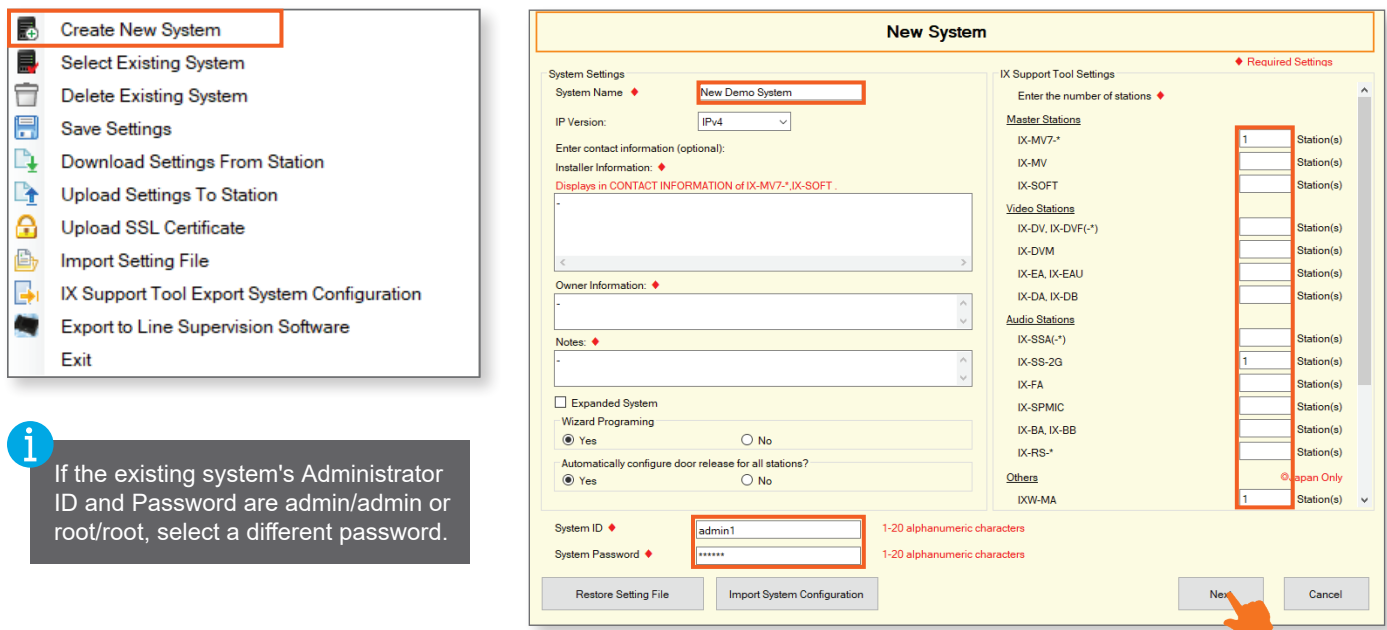 Create New System
Select Existing System
Delete Existing System
Save Settings
Download Settings From Station
Upload Settings To Station
Upload SSL Certificate
Import Setting File
IX Support Tool Export System Configuration
Export to Line Supervision Software
Exit
i
If the existing system's Administrator
ID and Password are admin/admin or
root/root, select a different password.
New System
♦ Required Settings
System Settings
System Name ♦ New Demo System
IP Version: IPv4
Enter contact information (optional):
Installer Information: ♦
Displays in CONTACT INFORMATION of IX-MV7-*,IX-SOFT .
-
Owner Information: ♦
-
Notes: ♦
-
Expanded System
Wizard Programing
Yes No
Automatically configure door release for all stations?
Yes No
IX Support Tool Settings
Enter the number of stations ♦
Master Stations
IX-MV7-* 1 Station(s)
IX-MV Station(s)
IX-SOFT Station(s)
Video Stations
IX-DV, IX-DVF(-*) Station(s)
IX-DVM Station(s)
IX-EA, IX-EAU Station(s)
IX-DA, IX-DB Station(s)
Audio Stations
IX-SSA(-*) Station(s)
IX-SS-2G 1 Station(s)
IX-FA Station(s)
IX-SPMIC Station(s)
IX-BA, IX-BB Station(s)
IX-RS-* Station(s)
Others ◎Japan Only
IXW-MA 1 Station(s)
System ID ♦ admin1 1-20 alphanumeric characters
System Password ♦ ****** 1-20 alphanumeric characters
Restore Setting File Import System Configuration Next Cancel